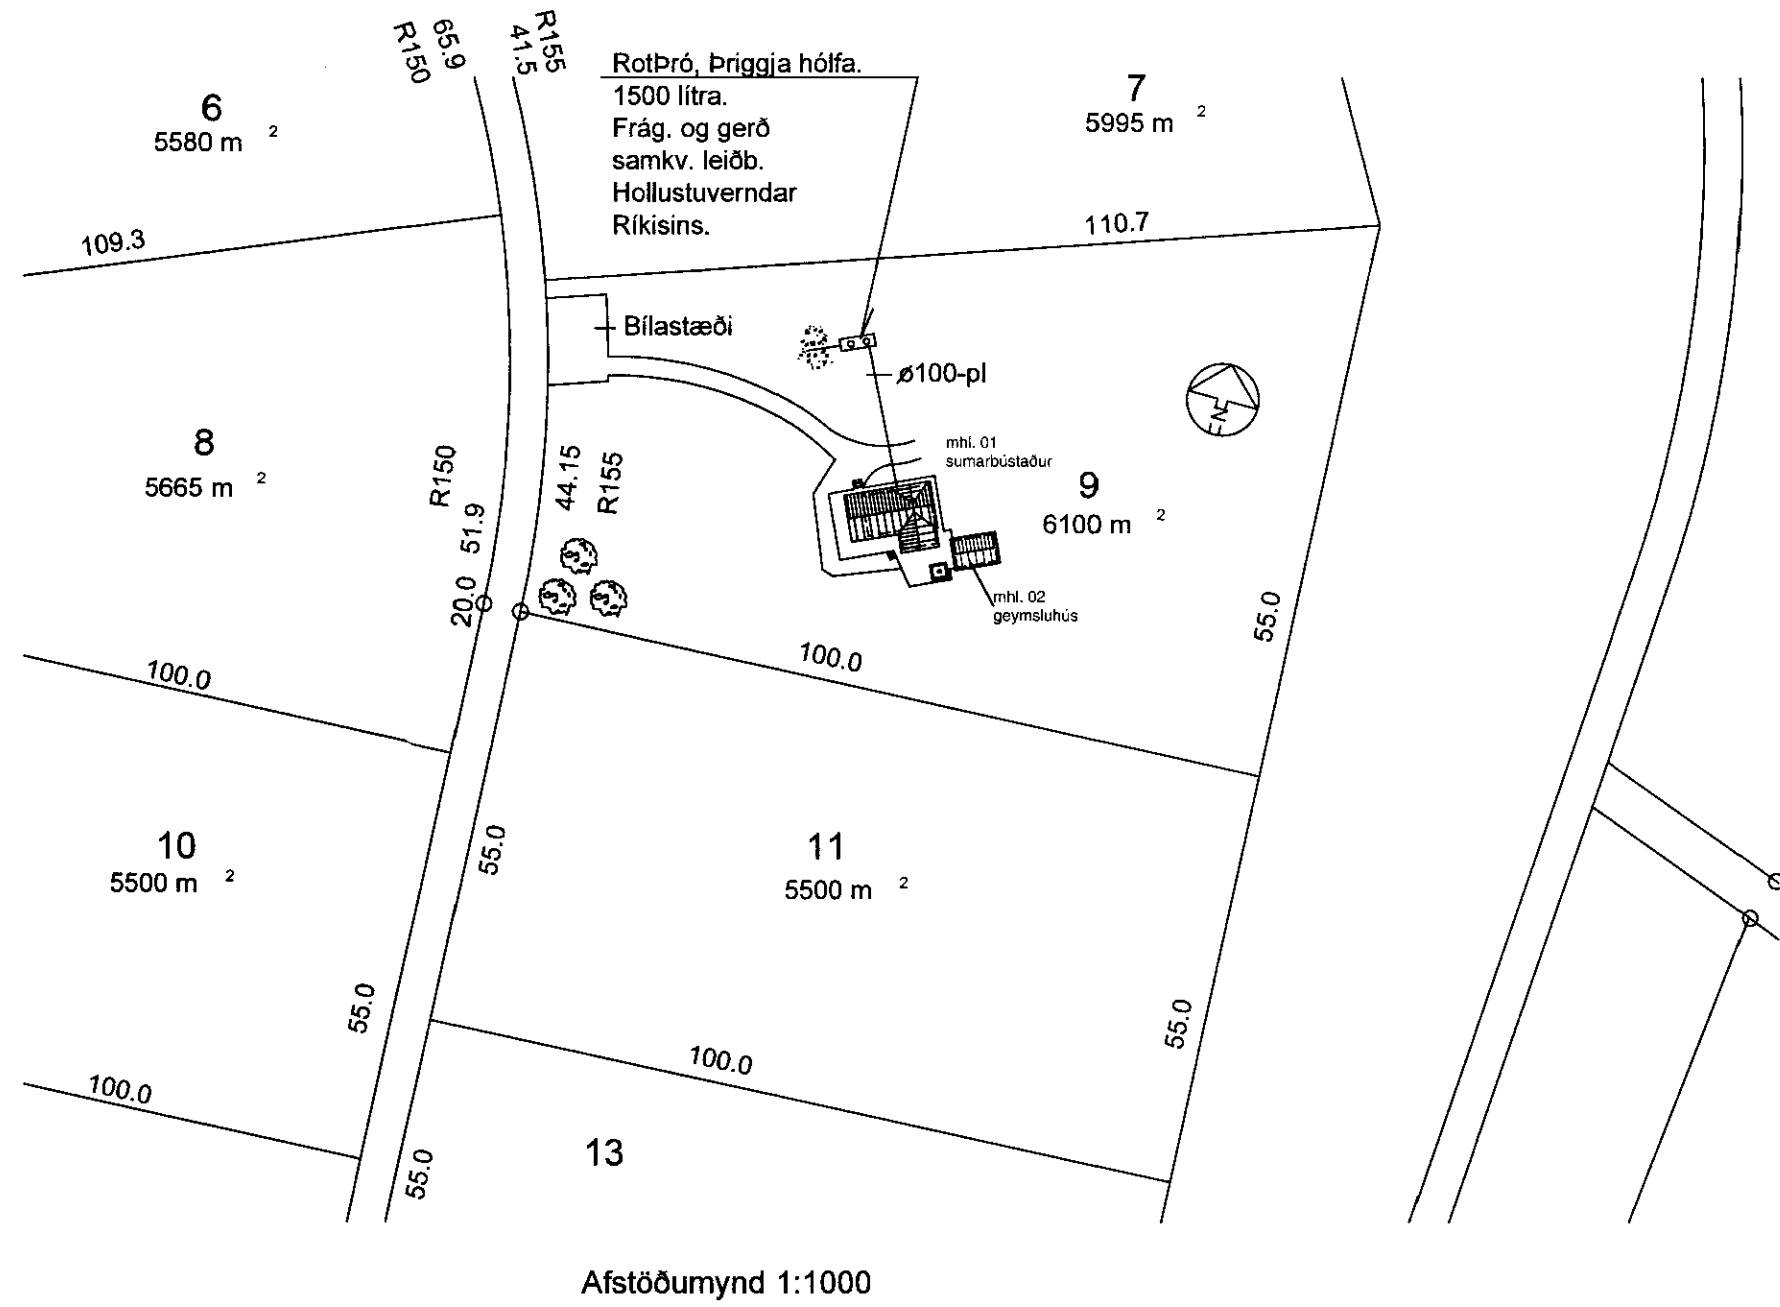 R150
65.9
R155
41.5
RotÞró, Þriggja hólfa.
1500 lítra.
Frág. og gerð
samkv. leiðb.
Hollustuverndar
Ríkisins.
6
5580 m 2
7
5995 m 2
109.3
110.7
Bílastæði
ø100-pl
N
mhl. 01
sumarbústaður
8
5665 m 2
R150
51.9
20.0
44.15
R155
9
6100 m 2
mhl. 02
geymsluhús
55.0
100.0
100.0
10
5500 m 2
55.0
11
5500 m 2
55.0
55.0
100.0
100.0
55.0
13
Afstöðumynd 1:1000